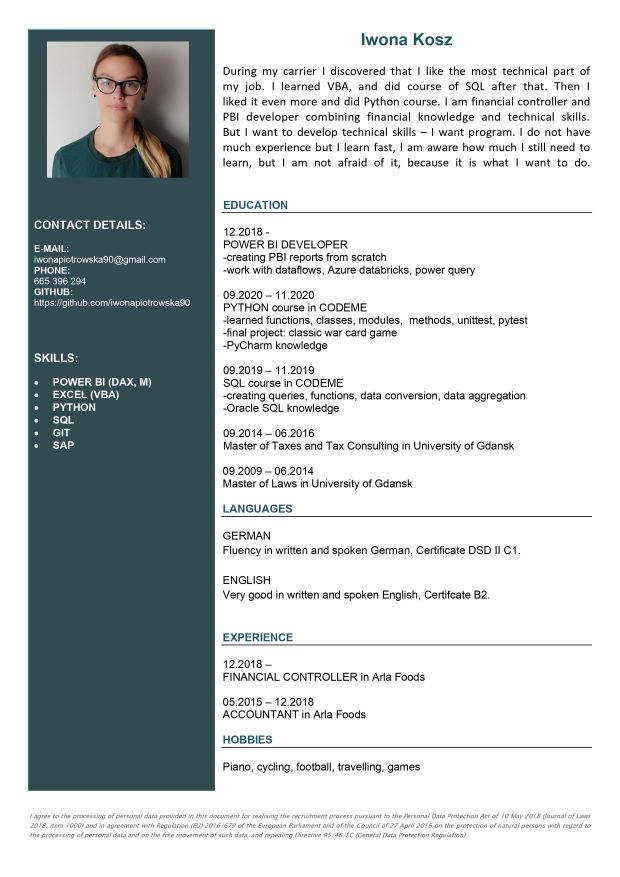 Iwona Kosz
During my carrier I discovered that I like the most technical part of
my job. I learned VBA, and did course of SQL after that. Then I
liked it even more and did Python course. I am financial controller and
PBI developer combining financial knowledge and technical skills.
But I want to develop technical skills – I want program. I do not have
much experience but I learn fast, I am aware how much I still need to
learn, but I am not afraid of it, because it is what I want to do.
CONTACT DETAILS:
E-MAIL:
iwonapiotrowska90@gmail.com
PHONE:
665 396 294
GITHUB:
https://github.com/iwonapiotrowska90
SKILLS:
• POWER BI (DAX, M)
• EXCEL (VBA)
• PYTHON
• SQL
• GIT
• SAP
EDUCATION
12.2018 -
POWER BI DEVELOPER
-creating PBI reports from scratch
-work with dataflows, Azure databricks, power query
09.2020 – 11.2020
PYTHON course in CODEME
-learned functions, classes, modules, methods, unittest, pytest
-final project: classic war card game
-PyCharm knowledge
09.2019 – 11.2019
SQL course in CODEME
-creating queries, functions, data conversion, data aggregation
-Oracle SQL knowledge
09.2014 – 06.2016
Master of Taxes and Tax Consulting in University of Gdansk
09.2009 – 06.2014
Master of Laws in University of Gdansk
LANGUAGES
GERMAN
Fluency in written and spoken German, Certificate DSD II C1.
ENGLISH
Very good in written and spoken English, Certifcate B2.
EXPERIENCE
12.2018 –
FINANCIAL CONTROLLER in Arla Foods
05.2015 – 12.2018
ACCOUNTANT in Arla Foods
HOBBIES
Piano, cycling, football, travelling, games
I agree to the processing of personal data provided in this document for realising the recruitment process pursuant to the Personal Data Protection Act of 10 May 2018 (Journal of Laws
2018, item 1000) and in agreement with Regulation (EU) 2016/679 of the European Parliament and of the Council of 27 April 2016 on the protection of natural persons with regard to
the processing of personal data and on the free movement of such data, and repealing Directive 95/46/EC (General Data Protection Regulation)